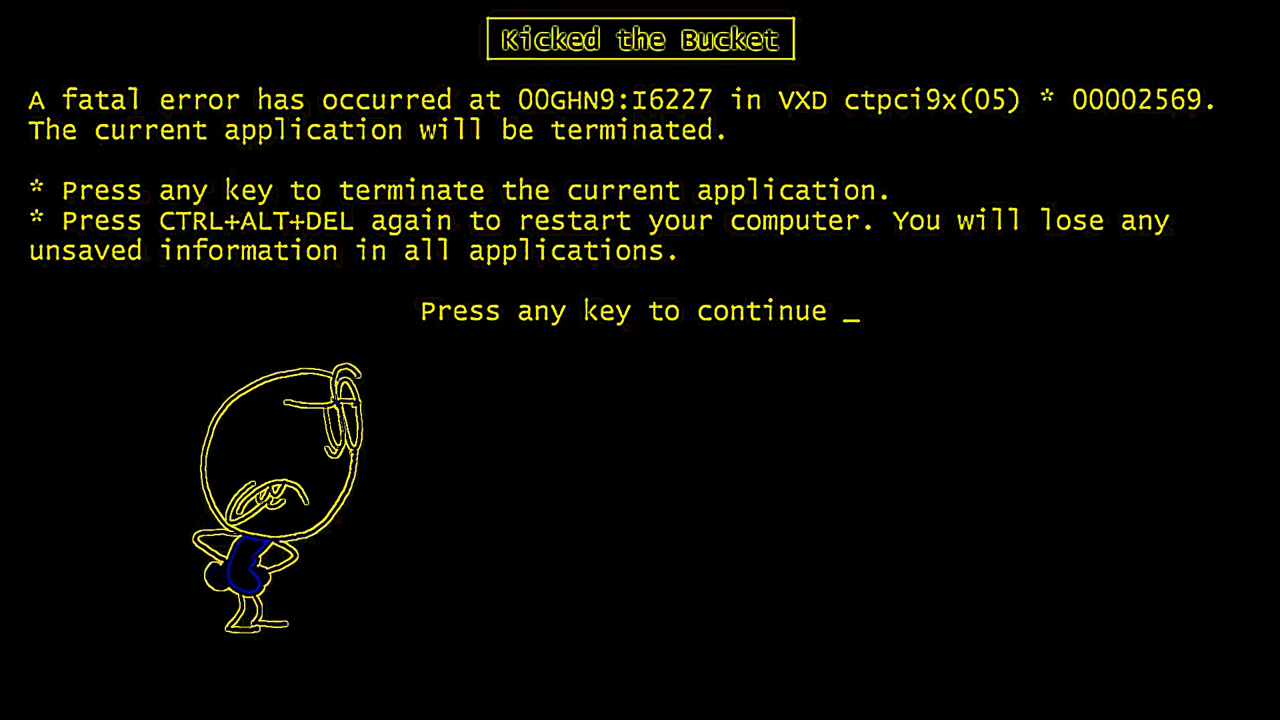 Kicked the Bucket
A fatal error has occurred at 00GHN9:I6227 in VXD ctpci9x(05) * 00002569.
The current application will be terminated.
* Press any key to terminate the current application.
* Press CTRL+ALT+DEL again to restart your computer. You will lose any
unsaved information in all applications.
Press any key to continue _